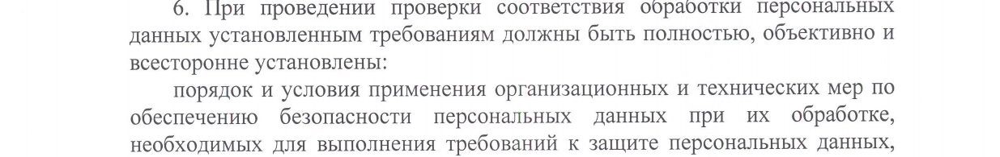 6. При проведении проверки соответствия обработки персональных
данных установленным требованиям должны быть полностью, объективно и
всесторонне установлены:
порядок и условия применения организационных и технических мер по
обеспечению безопасности персональных данных при их обработке,
необходимых для выполнения требований к защите персональных данных,